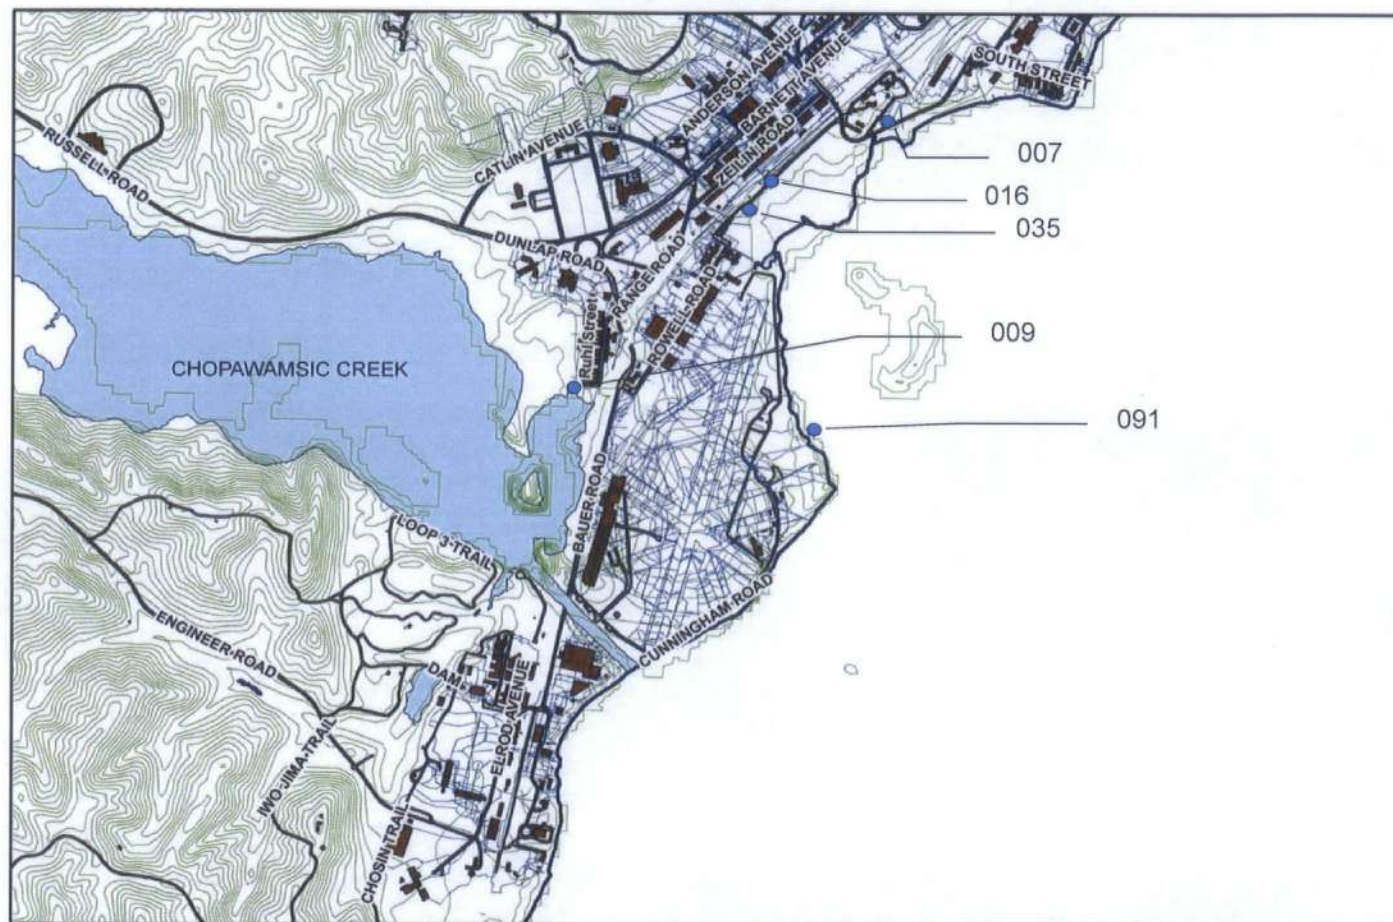 SOUTH STREET
ANDERSON AVENUE
BARNETT AVENUE
ZEILIN ROAD
007
CATLIN AVENUE
RUSSELL ROAD
016
035
DUNLAP ROAD
RANGE ROAD
ROWELL ROAD
Ruhl Street
009
CHOPAWAMSIC CREEK
091
BAUER ROAD
LOOP 3 TRAIL
CUNNINGHAM ROAD
ENGINEER ROAD
DAM
ELROD AVENUE
IWO JIMA TRAIL
CHOSIN TRAIL